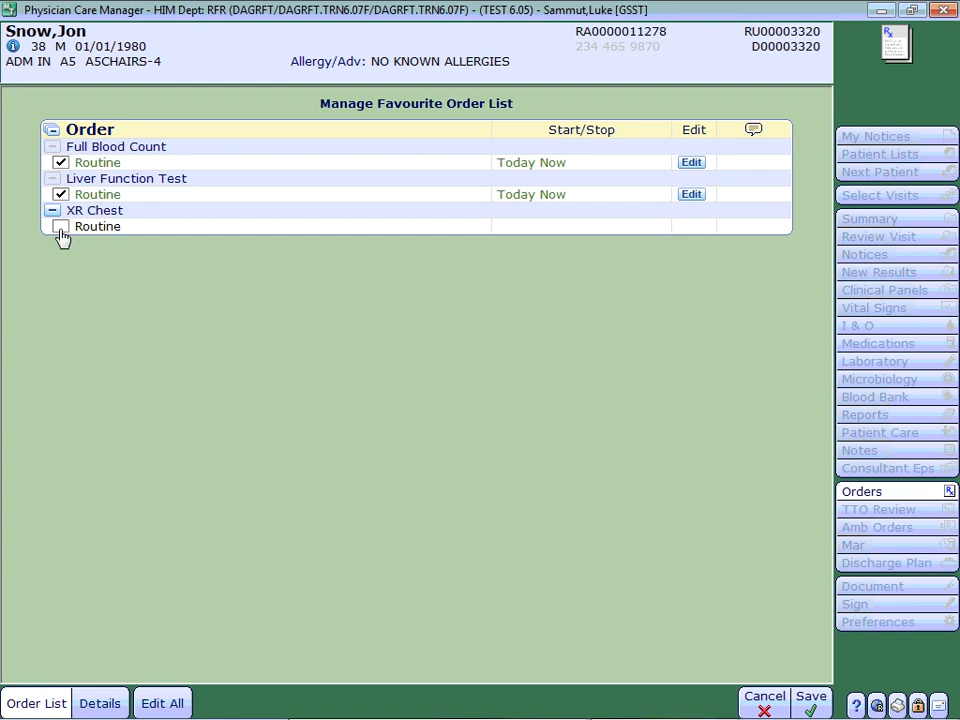 Physician Care Manager - HIM Dept: RFR (DAGRFT/DAGRFT.TRN6.07F/DAGRFT.TRN6.07F) - (TEST 6.05) - Sammut,Luke [GSST]
Snow,Jon
38 M 01/01/1980
ADM IN A5 A5CHAIRS-4
Allergy/Adv: NO KNOWN ALLERGIES
RA0000011278
234 465 9870
RU00003320
D00003320
Manage Favourite Order List
Order Start/Stop Edit
Full Blood Count
Routine Today Now Edit
Liver Function Test
Routine Today Now Edit
XR Chest
Routine
My Notices
Patient Lists
Next Patient
Select Visits
Summary
Review Visit
Notices
New Results
Clinical Panels
Vital Signs
I & O
Medications
Laboratory
Microbiology
Blood Bank
Reports
Patient Care
Notes
Consultant Eps
Orders
TTO Review
Amb Orders
Mar
Discharge Plan
Document
Sign
Preferences
Order List Details Edit All Cancel Save